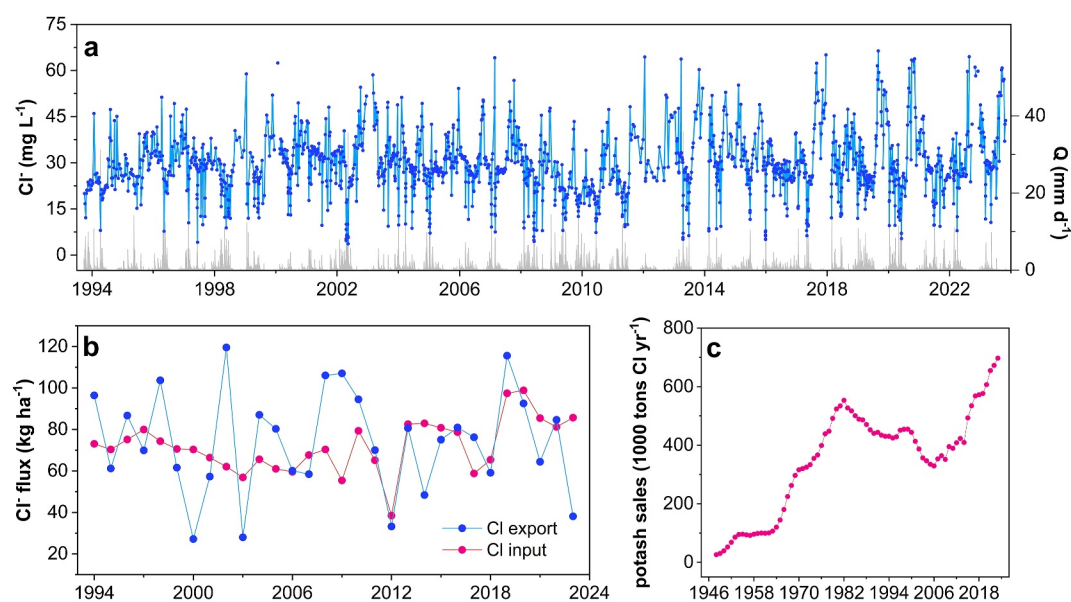 a
75
60
45
30
15
0
Cl⁻ (mg L⁻¹)
40
20
0
Q (mm d⁻¹)
1994 1998 2002 2006 2010 2014 2018 2022
b
120
100
80
60
40
20
Cl⁻ flux (kg ha⁻¹)
Cl export
Cl input
1994 2000 2006 2012 2018 2024
c
800
600
400
200
0
potash sales (1000 tons Cl yr⁻¹)
1946 1958 1970 1982 1994 2006 2018